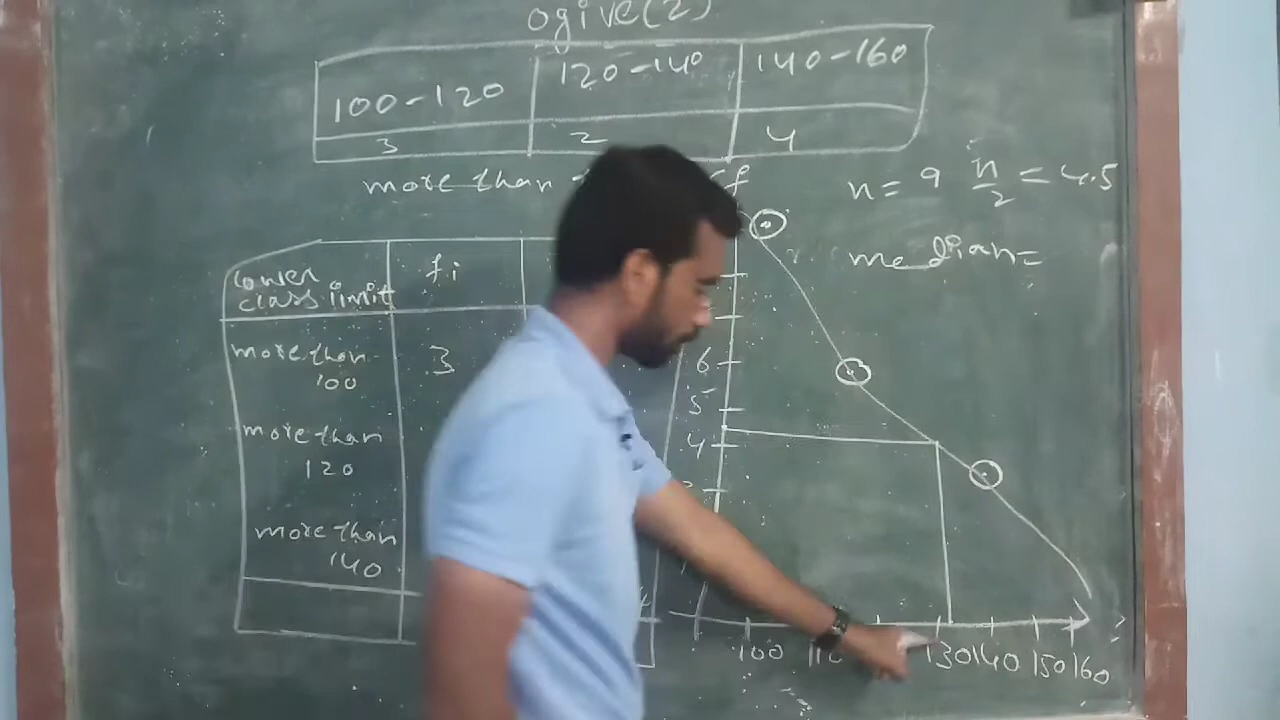 ogive(2)
100-120 120-140 140-160
3 2 4
more than cf
n = 9 n/2 = 4.5
median =
lower class limit fi
more than 100 3
more than 120
more than 140
6
5
4
100 110 130 140 150 160